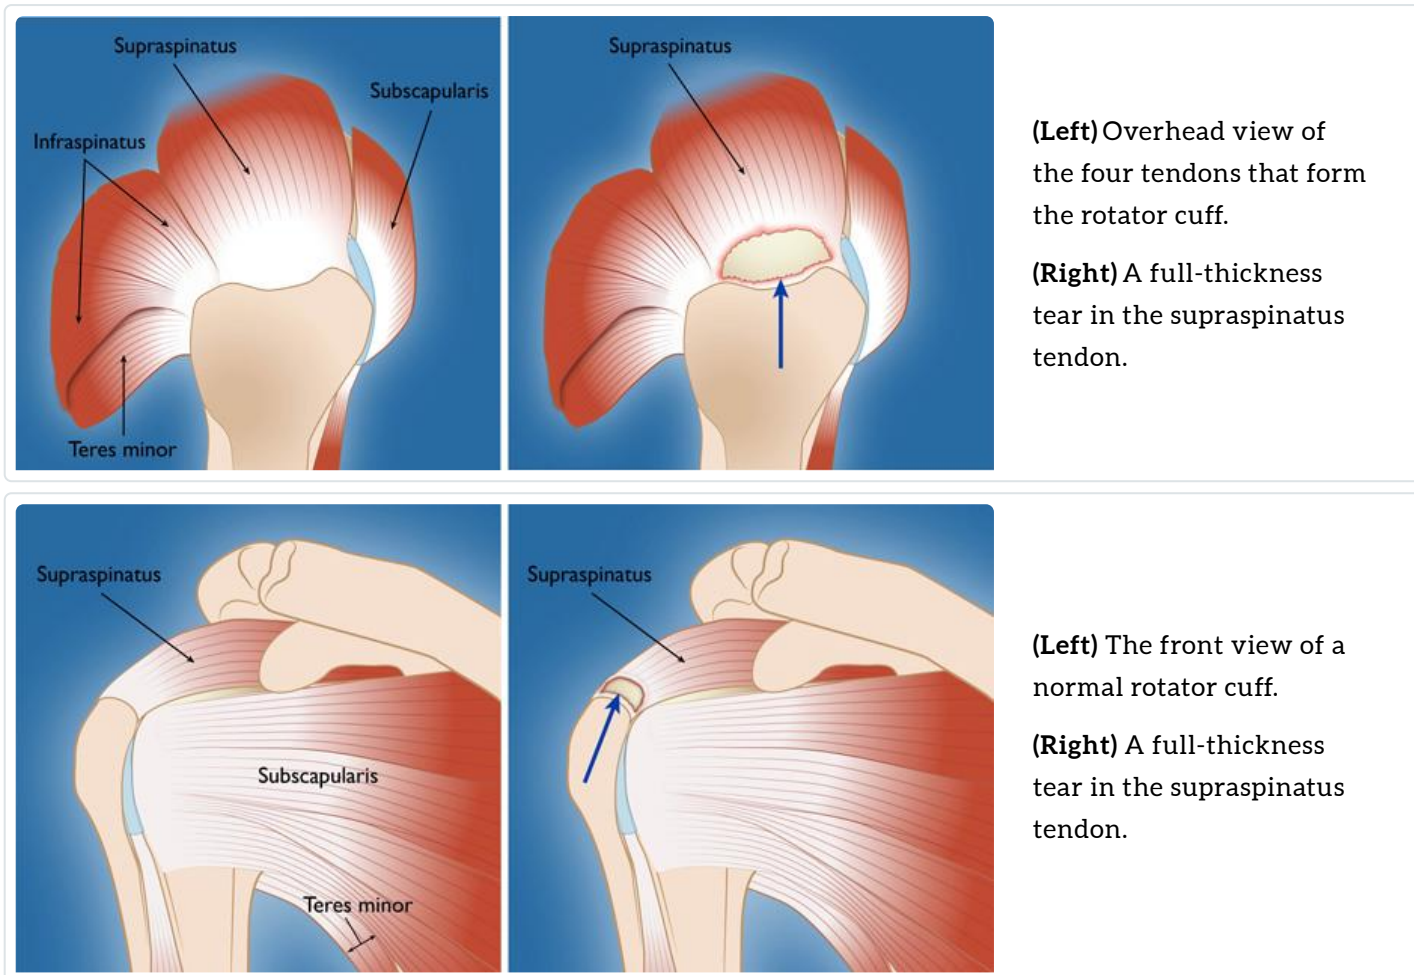 Supraspinatus
Subscapularis
Infraspinatus
Teres minor
Supraspinatus
(Left) Overhead view of
the four tendons that form
the rotator cuff.
(Right) A full-thickness
tear in the supraspinatus
tendon.
Supraspinatus
Subscapularis
Teres minor
Supraspinatus
(Left) The front view of a
normal rotator cuff.
(Right) A full-thickness
tear in the supraspinatus
tendon.